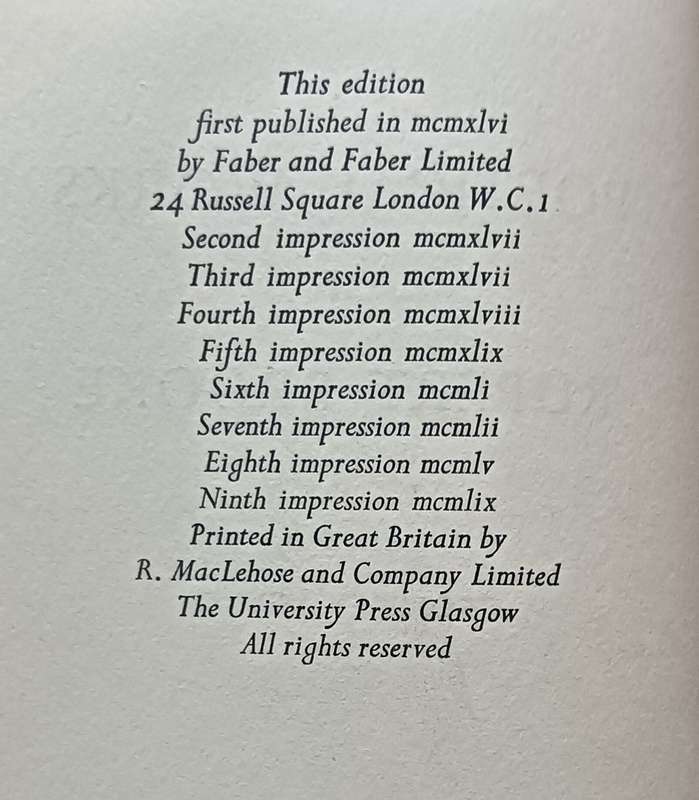 This edition
first published in mcmxlvi
by Faber and Faber Limited
24 Russell Square London W.C.1
Second impression mcmxlvii
Third impression mcmxlvii
Fourth impression mcmxlviii
Fifth impression mcmxlix
Sixth impression mcmli
Seventh impression mcmlii
Eighth impression mcmlv
Ninth impression mcmlix
Printed in Great Britain by
R. MacLehose and Company Limited
The University Press Glasgow
All rights reserved